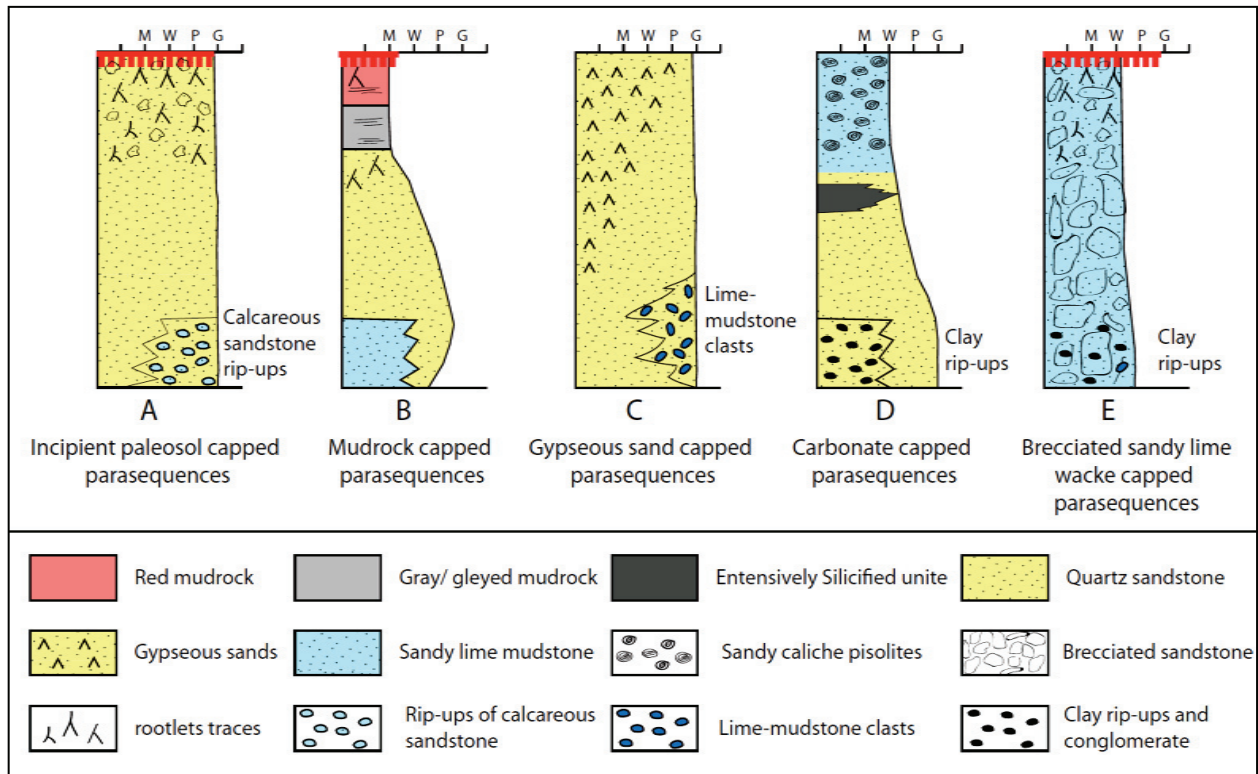 M W P G
M W P G
M W P G
M W P G
M W P G
Calcareous
sandstone
rip-ups
Lime-
mudstone
clasts
Clay
rip-ups
Clay
rip-ups
A
Incipient paleosol capped
parasequences
B
Mudrock capped
parasequences
C
Gypseous sand capped
parasequences
D
Carbonate capped
parasequences
E
Brecciated sandy lime
wacke capped
parasequences
Red mudrock
Gray/ gleyed mudrock
Entensively Silicified unite
Quartz sandstone
Gypseous sands
Sandy lime mudstone
Sandy caliche pisolites
Brecciated sandstone
rootlets traces
Rip-ups of calcareous
sandstone
Lime-mudstone clasts
Clay rip-ups and
conglomerate